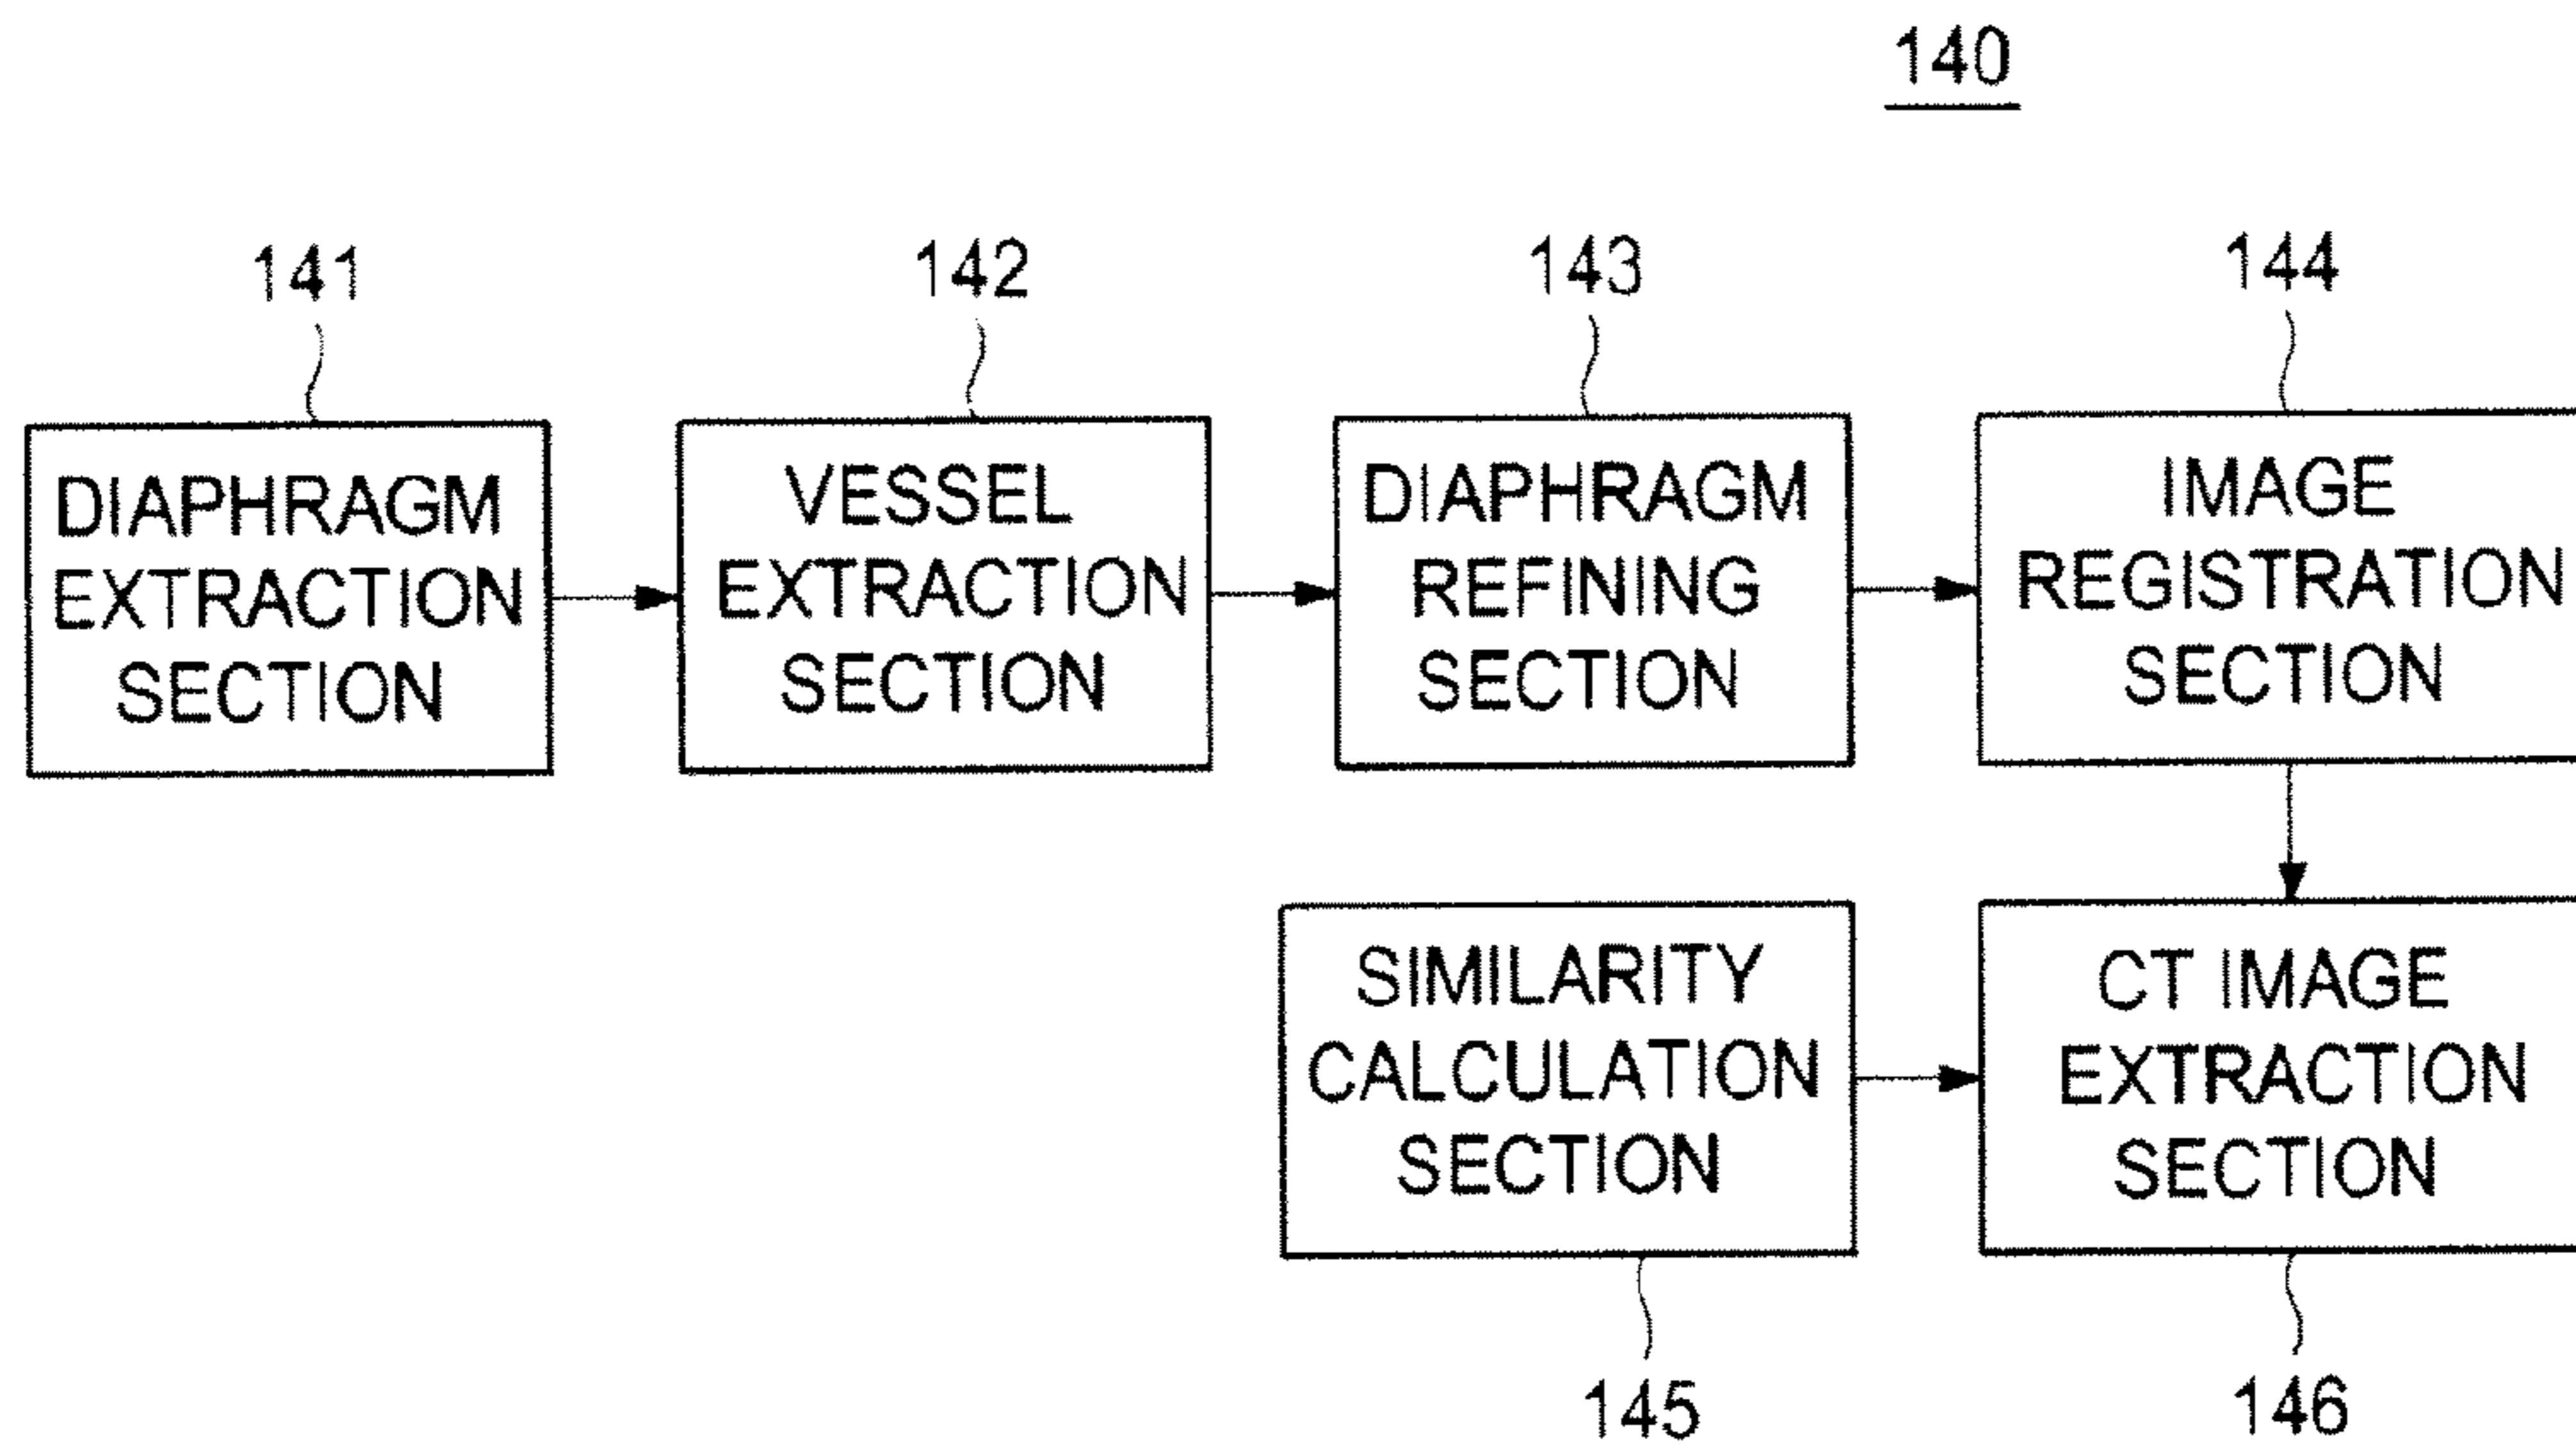 140
141
142
143
144
DIAPHRAGM
EXTRACTION
SECTION
VESSEL
EXTRACTION
SECTION
DIAPHRAGM
REFINING
SECTION
IMAGE
REGISTRATION
SECTION
SIMILARITY
CALCULATION
SECTION
CT IMAGE
EXTRACTION
SECTION
145
146